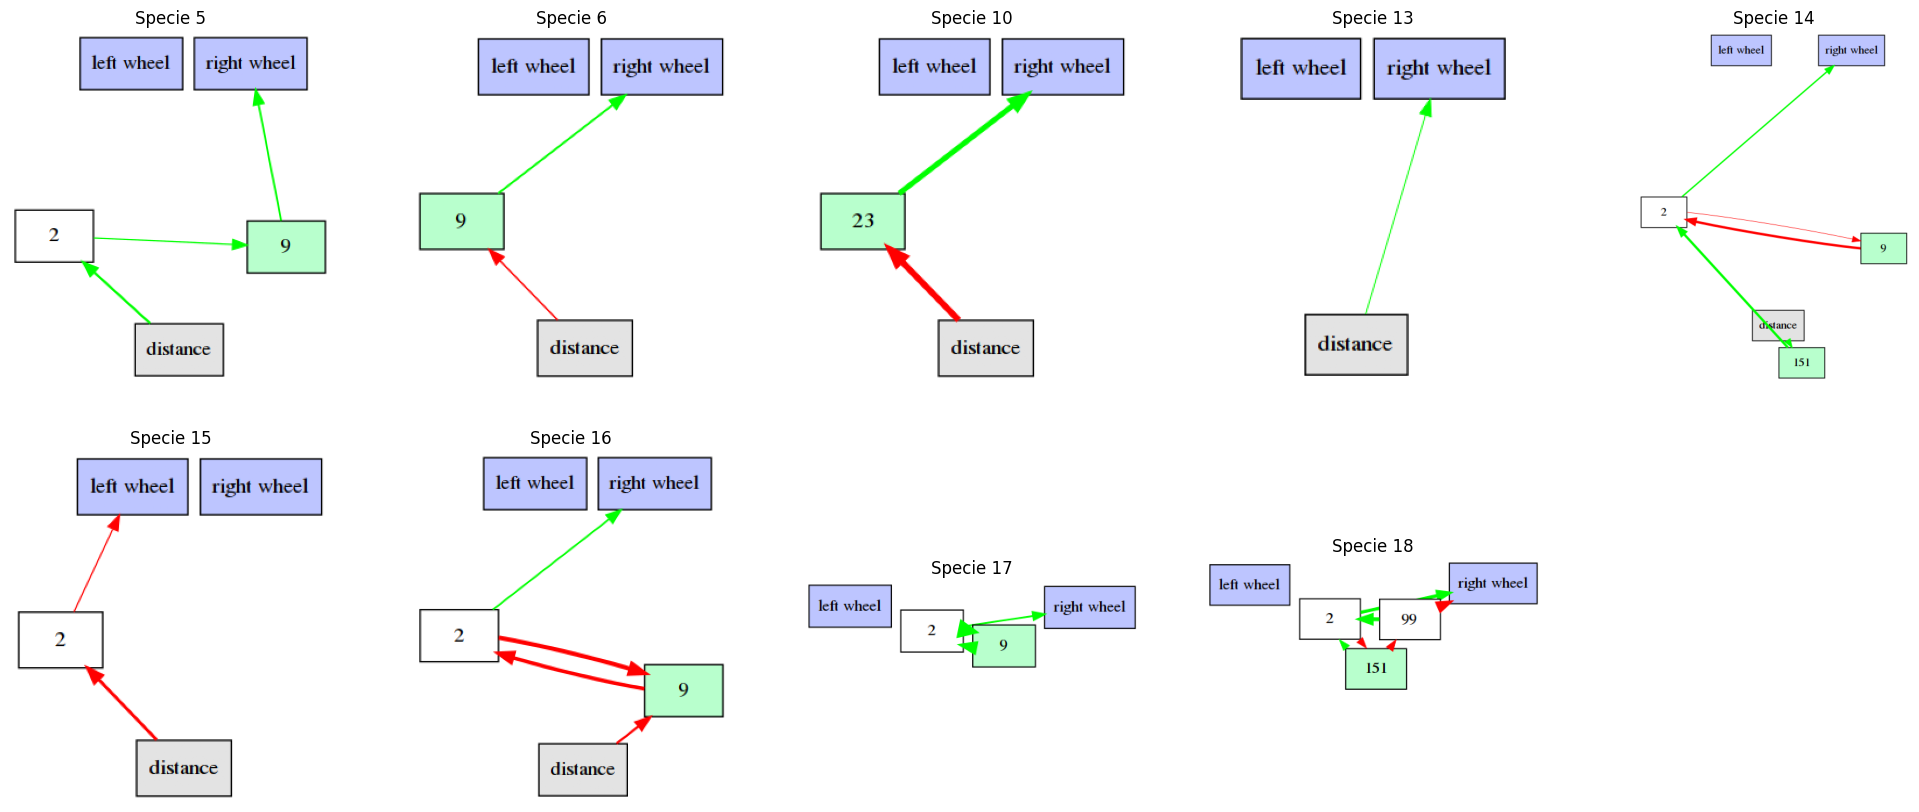 Specie 5
left wheel
right wheel
2
9
distance
Specie 6
left wheel
right wheel
9
distance
Specie 10
left wheel
right wheel
23
distance
Specie 13
left wheel
right wheel
distance
Specie 14
left wheel
right wheel
2
9
distance
151
Specie 15
left wheel
right wheel
2
distance
Specie 16
left wheel
right wheel
2
9
distance
Specie 17
left wheel
right wheel
2
9
Specie 18
left wheel
right wheel
2
99
151